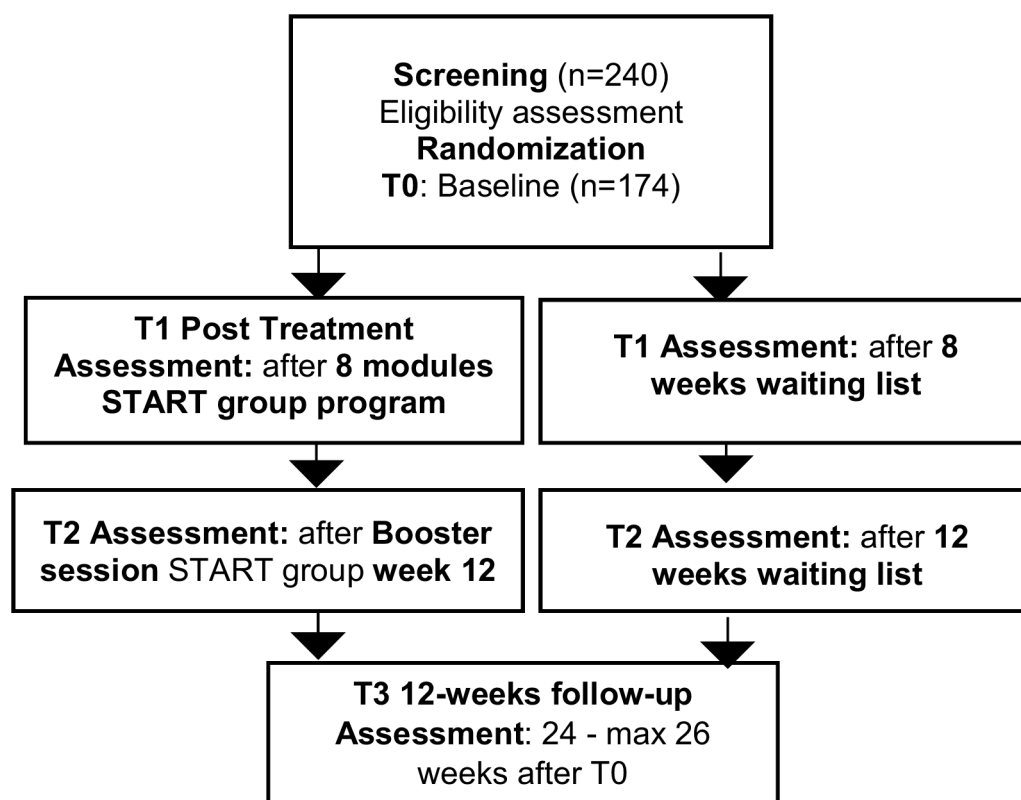 Screening (n=240)
Eligibility assessment
Randomization
T0: Baseline (n=174)
T1 Post Treatment
Assessment: after 8 modules
START group program
T1 Assessment: after 8
weeks waiting list
T2 Assessment: after Booster
session START group week 12
T2 Assessment: after 12
weeks waiting list
T3 12-weeks follow-up
Assessment: 24 - max 26
weeks after T0